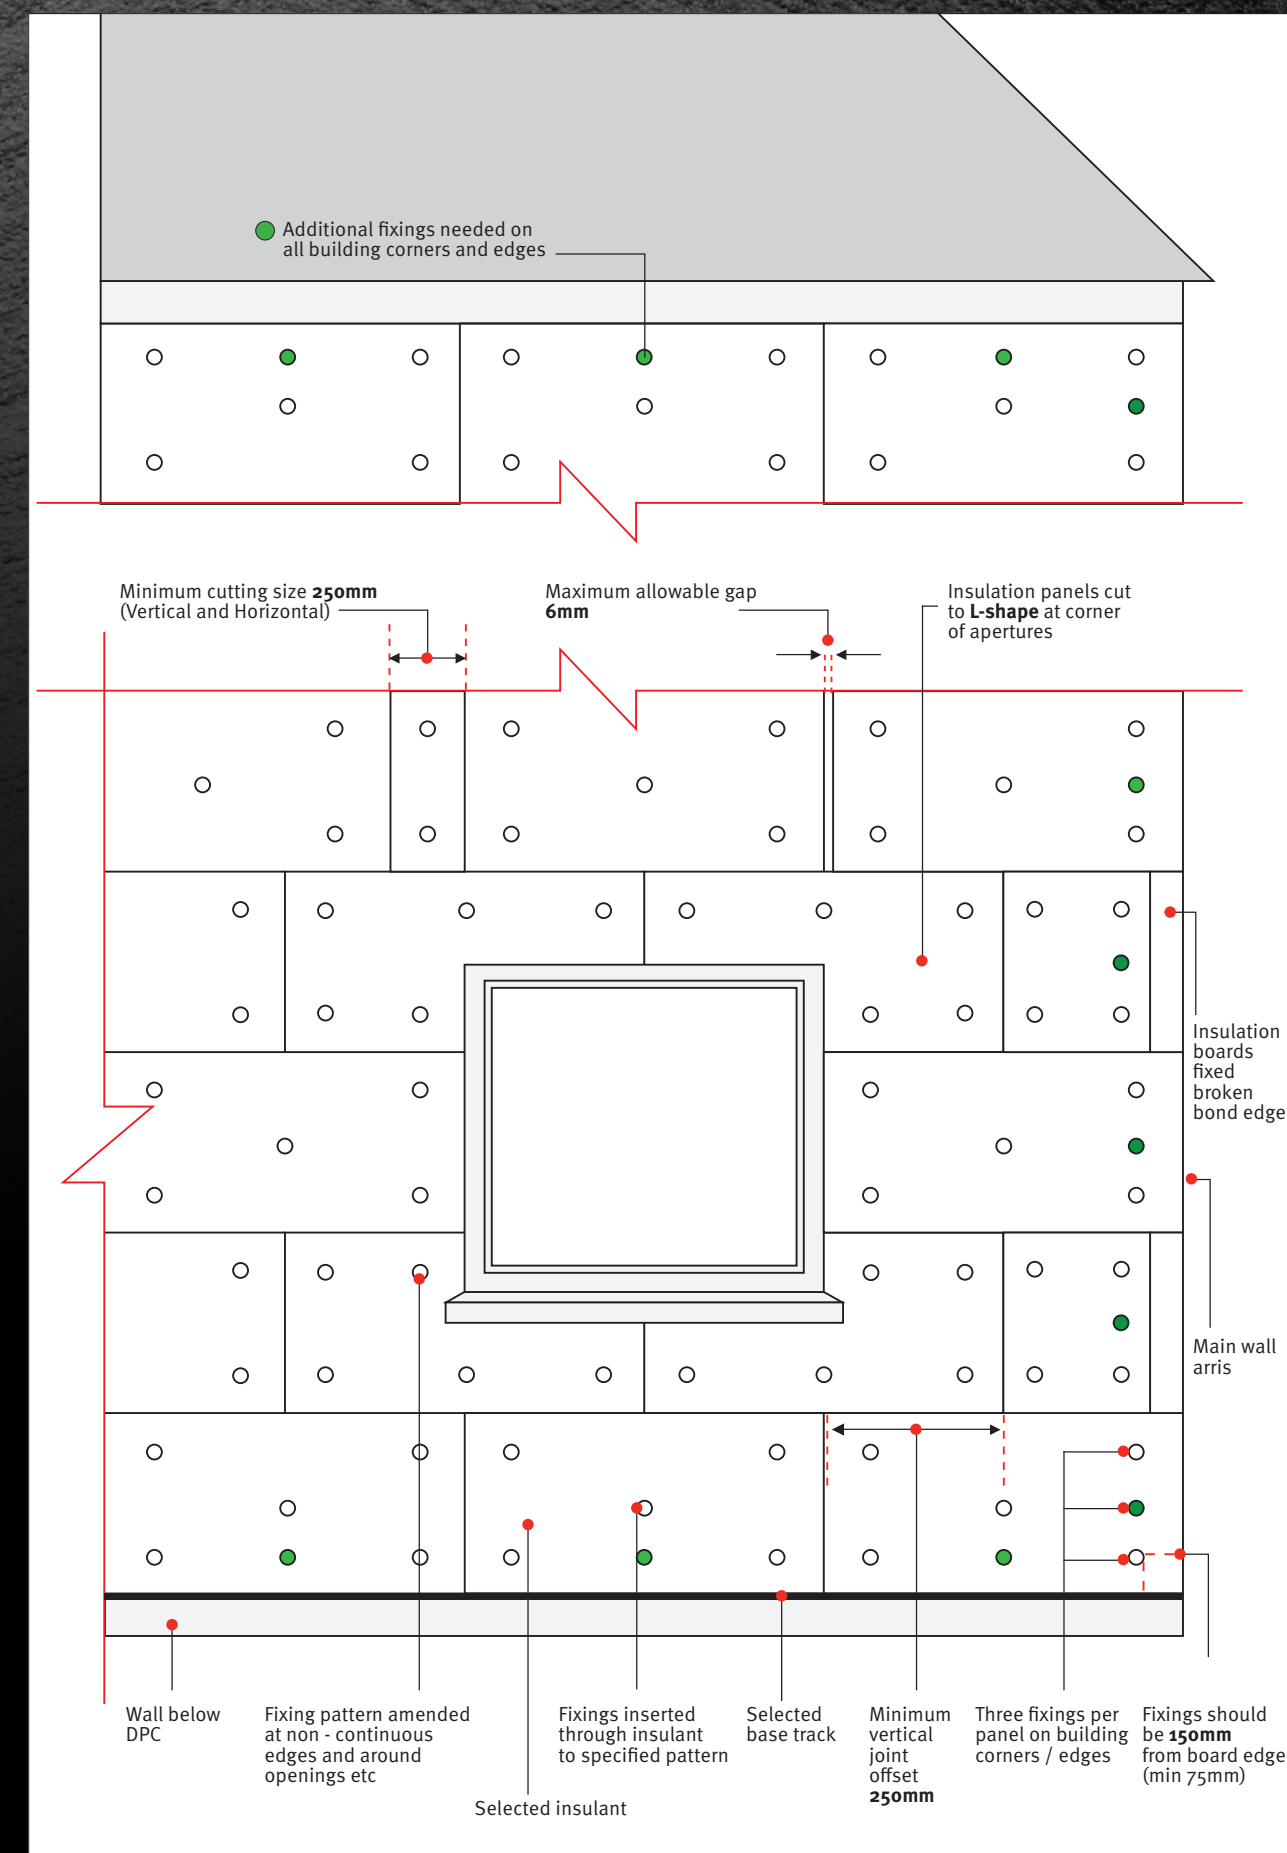 Additional fixings needed on
all building corners and edges
Minimum cutting size 250mm
(Vertical and Horizontal)
Maximum allowable gap
6mm
Insulation panels cut
to L-shape at corner
of apertures
Insulation
boards
fixed
broken
bond edge
Main wall
arris
Wall below
DPC
Fixing pattern amended
at non - continuous
edges and around
openings etc
Selected insulant
Fixings inserted
through insulant
to specified pattern
Selected
base track
Minimum
vertical
joint
offset
250mm
Three fixings per
panel on building
corners / edges
Fixings should
be 150mm
from board edge
(min 75mm)